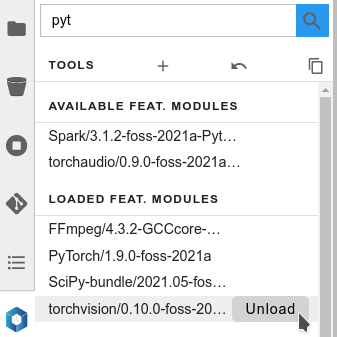 pyt
TOOLS
AVAILABLE FEAT. MODULES
Spark/3.1.2-foss-2021a-Pyt...
torchaudio/0.9.0-foss-2021a...
LOADED FEAT. MODULES
FFmpeg/4.3.2-GCCcore-...
PyTorch/1.9.0-foss-2021a
SciPy-bundle/2021.05-fos...
torchvision/0.10.0-foss-20... Unload